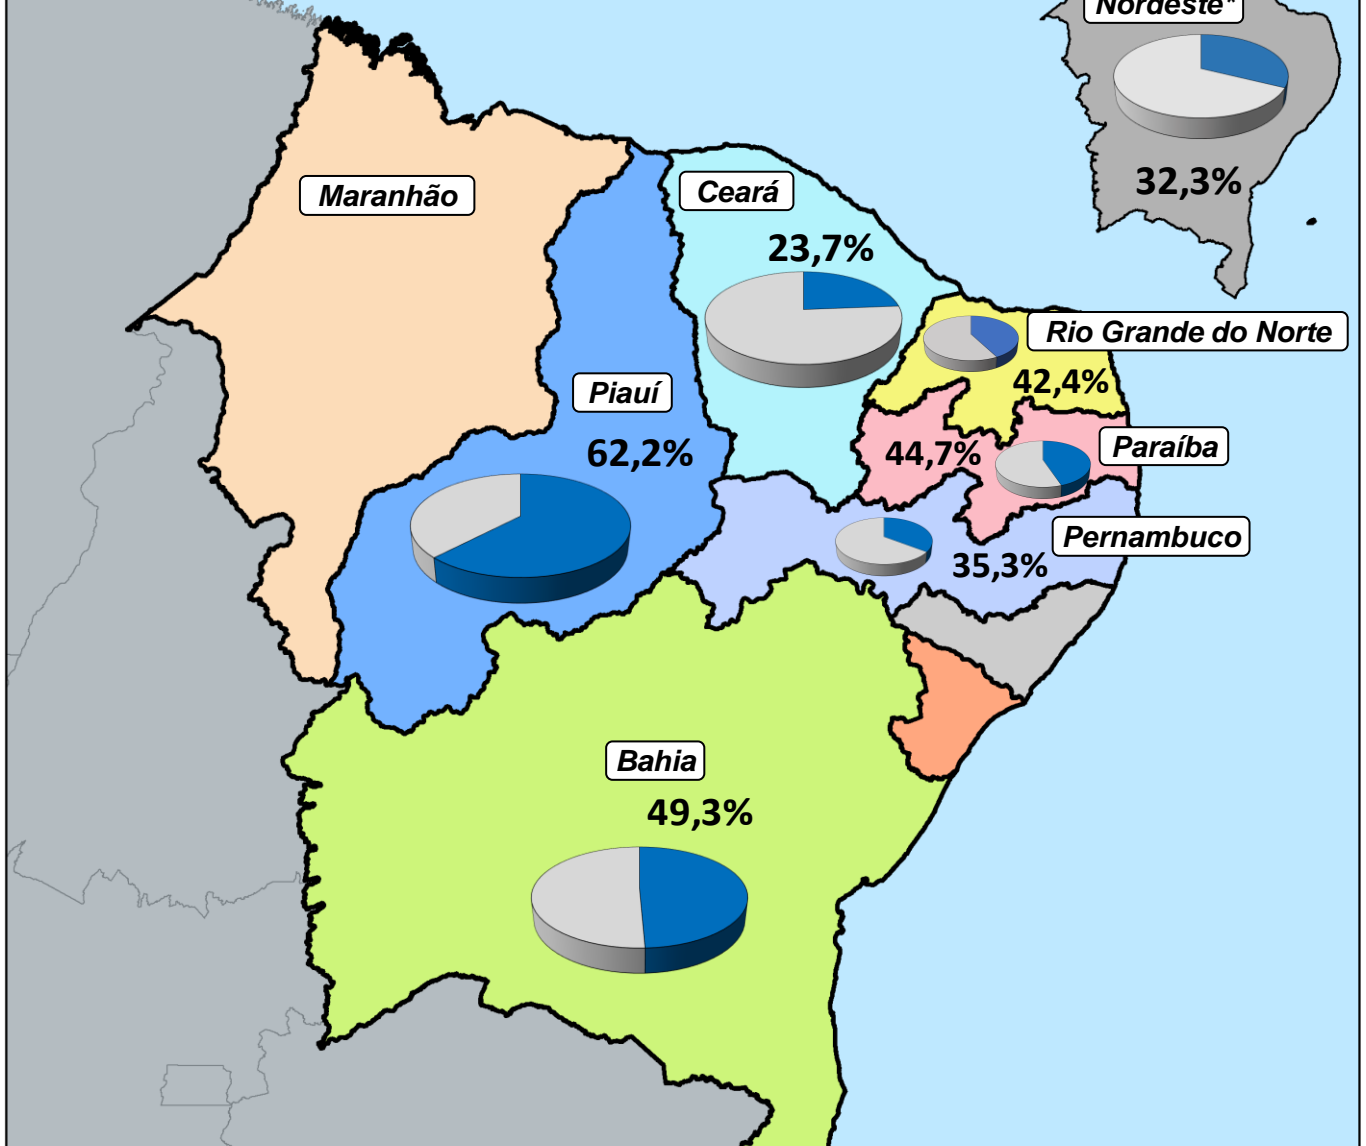 Nordeste*
32,3%
Maranhão
Ceará
23,7%
Rio Grande do Norte
42,4%
Piauí
62,2%
44,7%
Paraíba
Pernambuco
35,3%
Bahia
49,3%